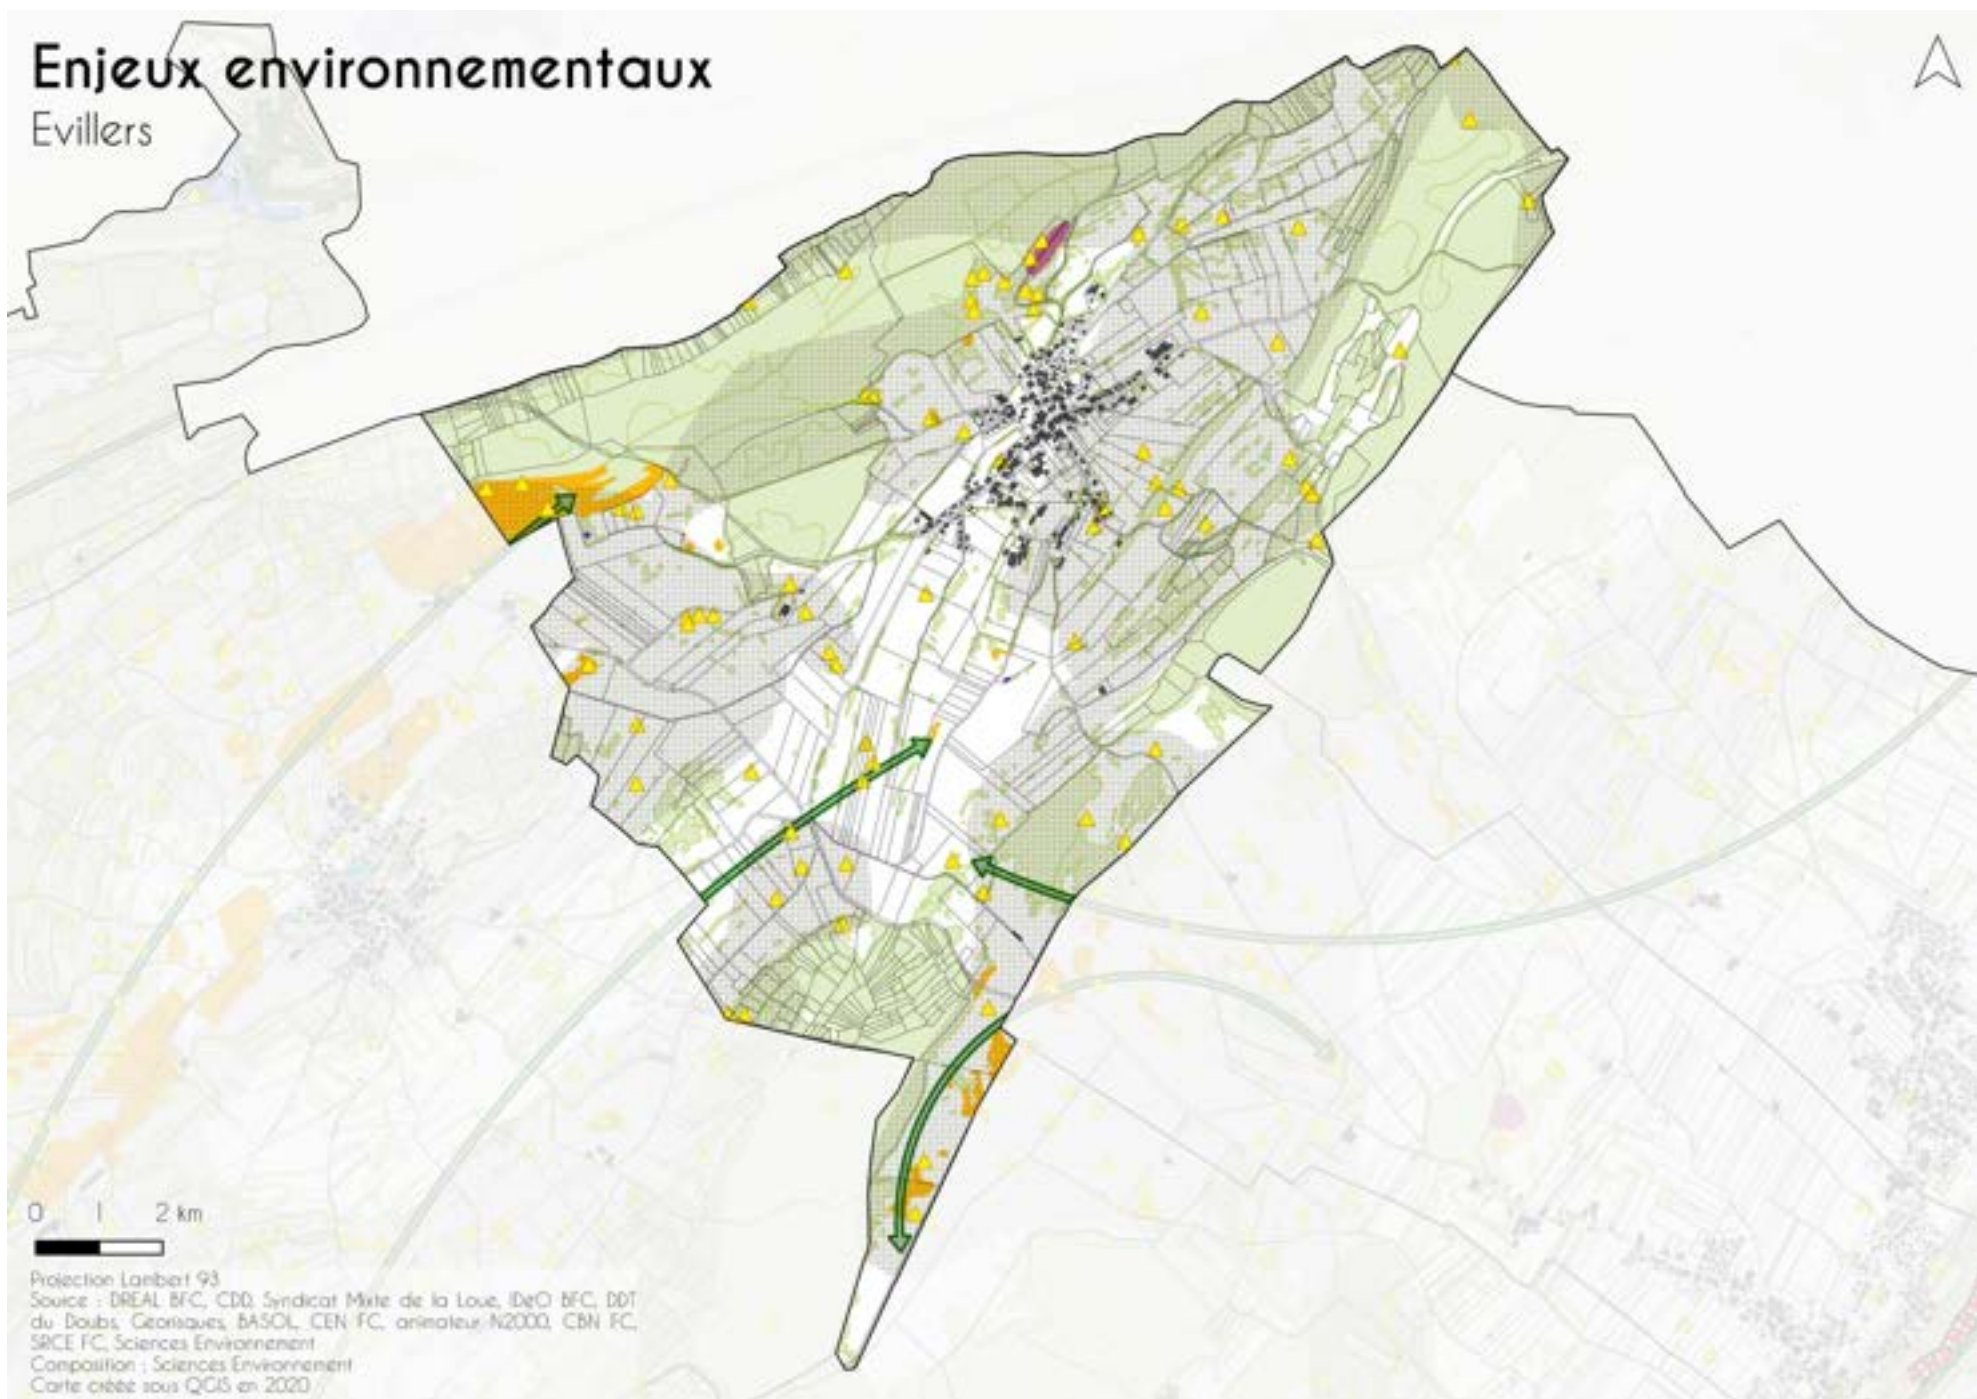 Enjeux environnementaux
Evillers
0 1 2 km
Projection Lambert 93
Source : DREAL BFC, CDD, Syndicat Mixte de la Loue, IDeO BFC, DDT
du Doubs, Géorisques, BASOL, CEN FC, animateur N2000, CBN FC,
SRCE FC, Sciences Environnement
Composition : Sciences Environnement
Carte créée sous QGIS en 2020